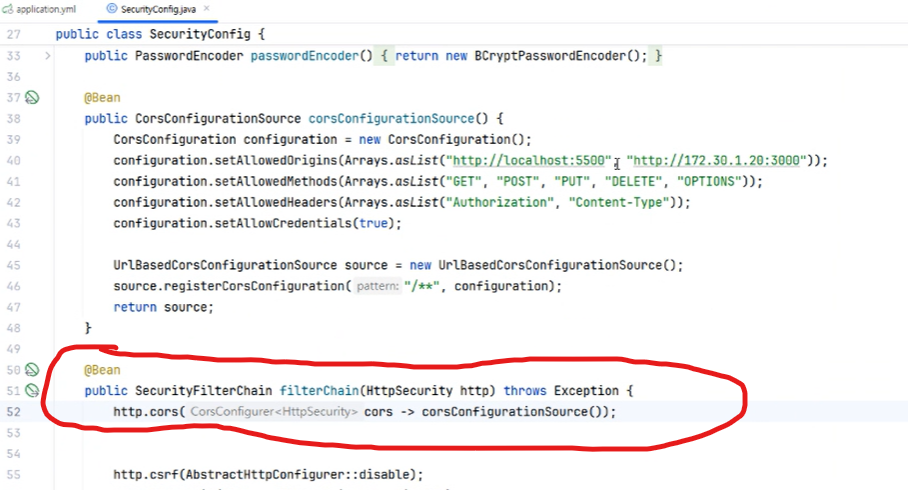 application.yml SecurityConfig.java
27 public class SecurityConfig {
33 public PasswordEncoder passwordEncoder() { return new BCryptPasswordEncoder(); }
36
37 @Bean
38 public CorsConfigurationSource corsConfigurationSource() {
39 CorsConfiguration configuration = new CorsConfiguration();
40 configuration.setAllowedOrigins(Arrays.asList("http://localhost:5500", "http://172.30.1.20:3000"));
41 configuration.setAllowedMethods(Arrays.asList("GET", "POST", "PUT", "DELETE", "OPTIONS"));
42 configuration.setAllowedHeaders(Arrays.asList("Authorization", "Content-Type"));
43 configuration.setAllowCredentials(true);
44
45 UrlBasedCorsConfigurationSource source = new UrlBasedCorsConfigurationSource();
46 source.registerCorsConfiguration( pattern: "/**", configuration);
47 return source;
48 }
49
50 @Bean
51 public SecurityFilterChain filterChain(HttpSecurity http) throws Exception {
52 http.cors( CorsConfigurer<HttpSecurity> cors -> corsConfigurationSource());
53
54
55 http.csrf(AbstractHttpConfigurer::disable);